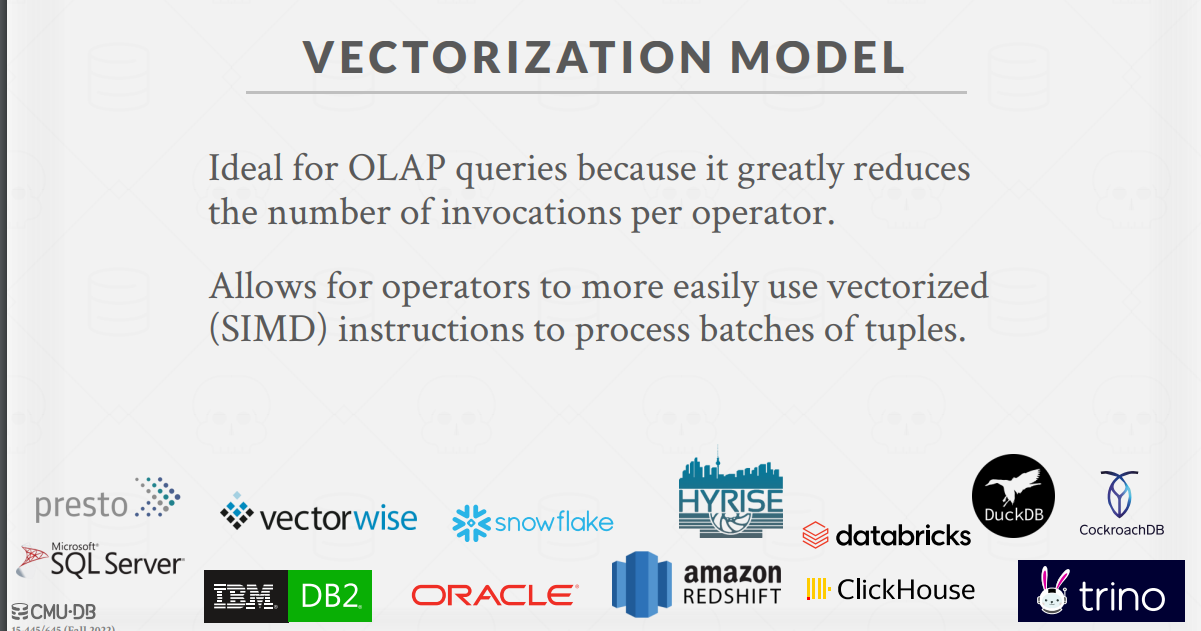 VECTORIZATION MODEL
Ideal for OLAP queries because it greatly reduces
the number of invocations per operator.
Allows for operators to more easily use vectorized
(SIMD) instructions to process batches of tuples.
presto
vectorwise
snowflake
HYRISE
databricks
DuckDB
CockroachDB
Microsoft®
SQL Server®
IBM®
DB2.
ORACLE®
amazon
REDSHIFT
ClickHouse
trino
CMU·DB
15-445/645 (Fall 2022)